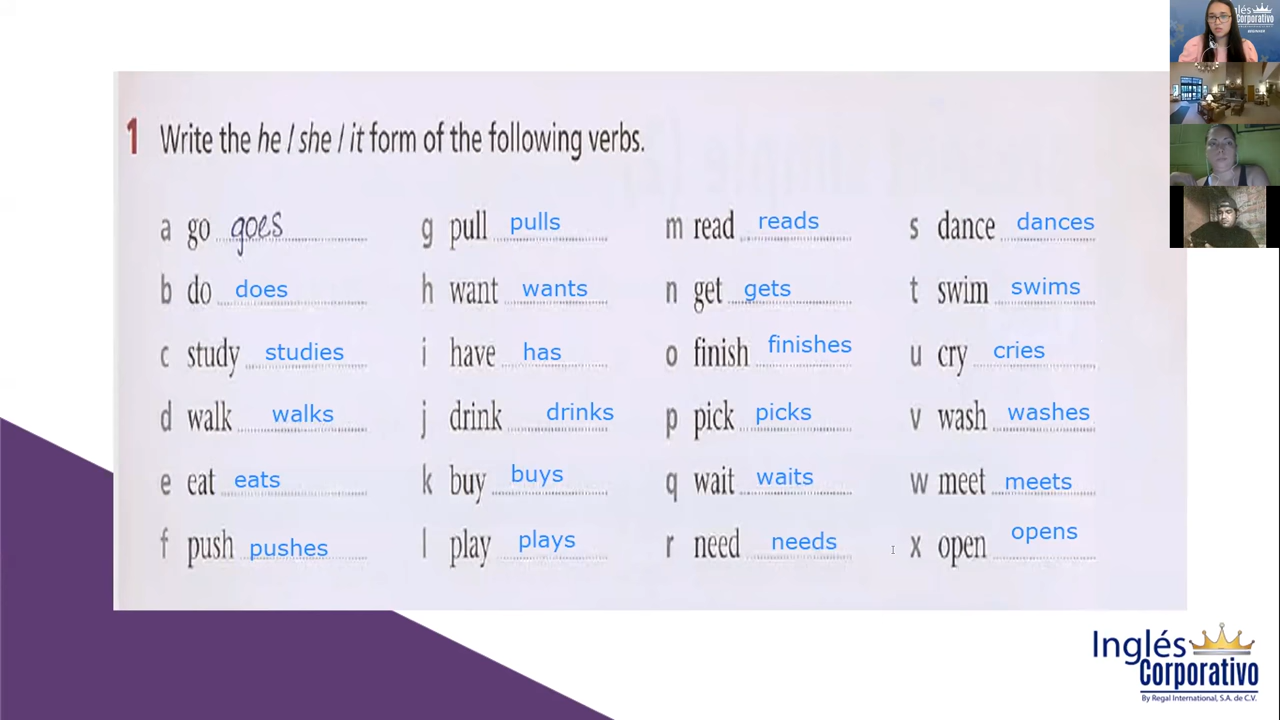 1 Write the he / she / it form of the following verbs.
a go goes g pull pulls m read reads s dance dances
b do does h want wants n get gets t swim swims
c study studies i have has o finish finishes u cry cries
d walk walks j drink drinks p pick picks v wash washes
e eat eats k buy buys q wait waits w meet meets
f push pushes l play plays r need needs x open opens
Inglés
Corporativo
By Regal International, S.A. de C.V.
glés
Corporativo
BEGINNER